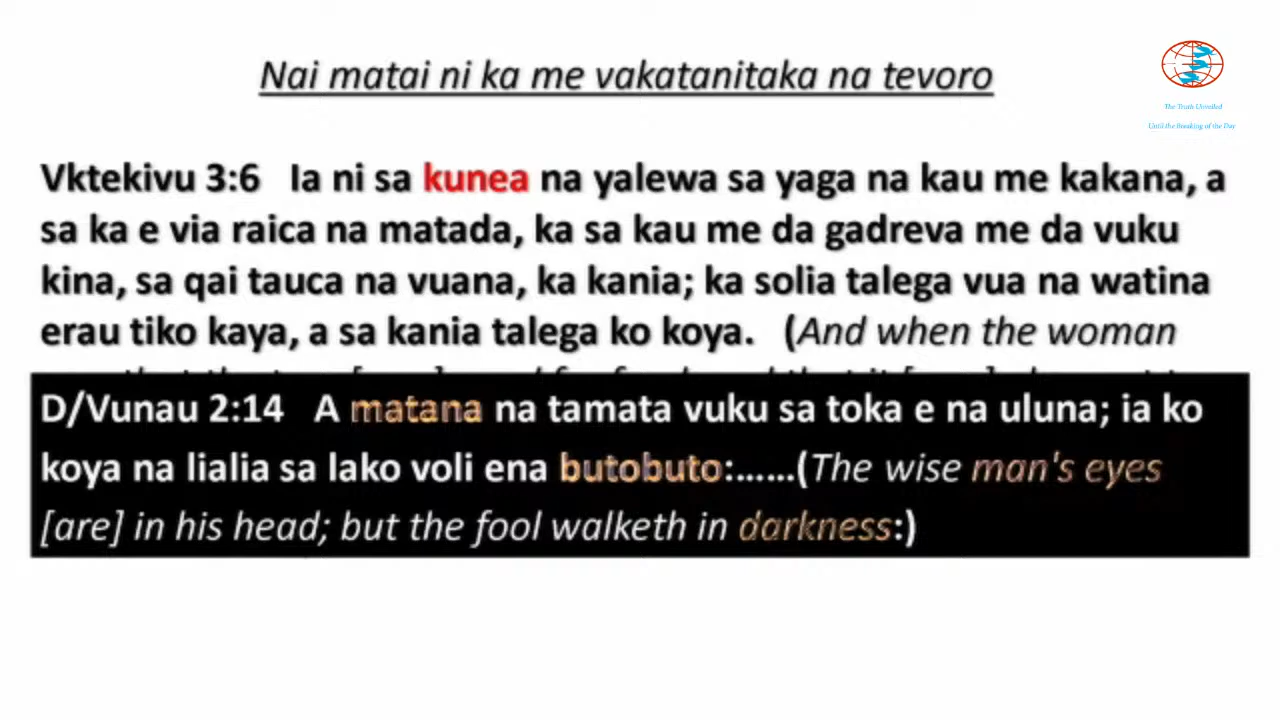 Nai matai ni ka me vakatanitaka na tevoro
The Truth Unveiled
Until the Breaking of the Day
Vktekivu 3:6 Ia ni sa kunea na yalewa sa yaga na kau me kakana, a
sa ka e via raica na matada, ka sa kau me da gadreva me da vuku
kina, sa qai tauca na vuana, ka kania; ka solia talega vua na watina
erau tiko kaya, a sa kania talega ko koya. (And when the woman
D/Vunau 2:14 A matana na tamata vuku sa toka e na uluna; ia ko
koya na lialia sa lako voli ena butobuto:......(The wise man's eyes
[are] in his head; but the fool walketh in darkness:)